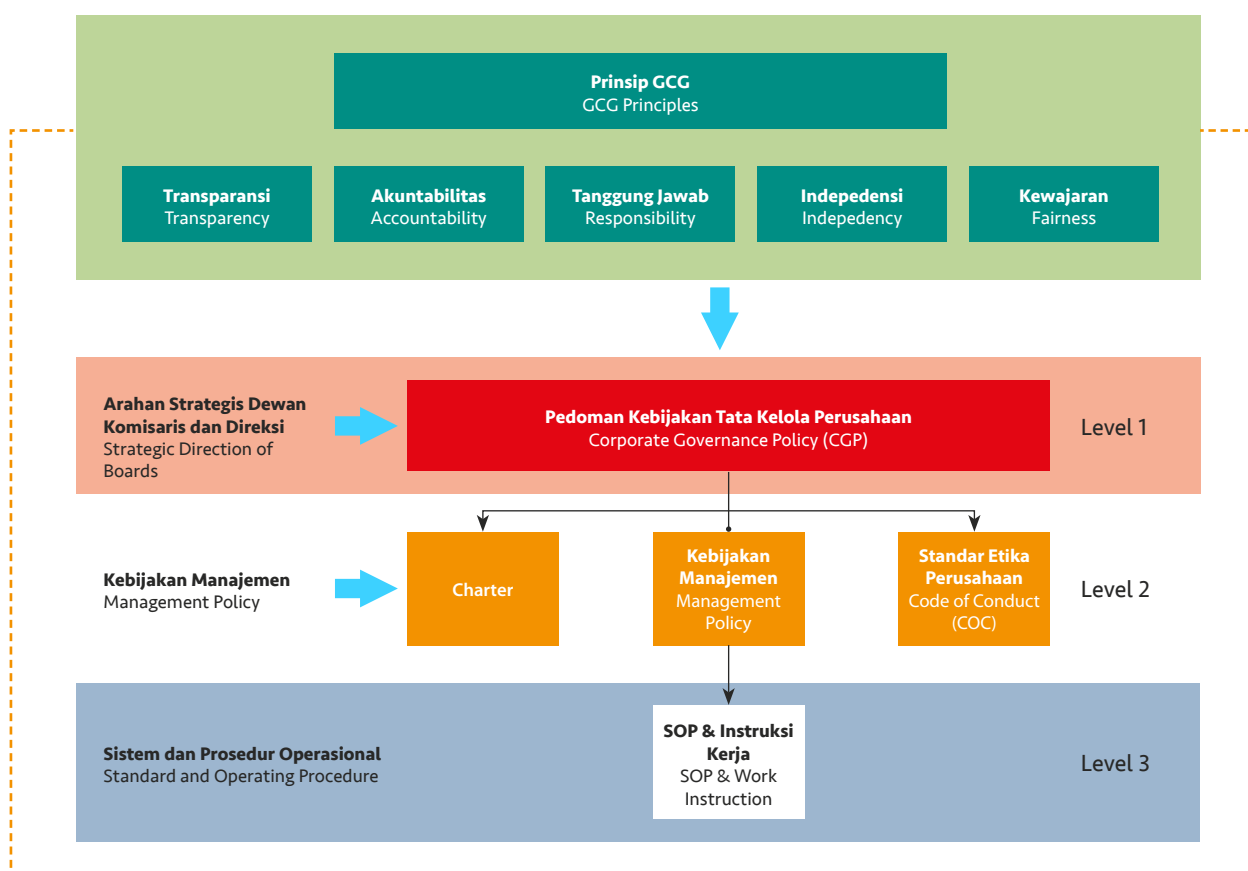 Prinsip GCG
GCG Principles
Transparansi
Transparency
Akuntabilitas
Accountability
Tanggung Jawab
Responsibility
Indepedensi
Indepedency
Kewajaran
Fairness
Arahan Strategis Dewan
Komisaris dan Direksi
Strategic Direction of
Boards
Pedoman Kebijakan Tata Kelola Perusahaan
Corporate Governance Policy (CGP)
Level 1
Kebijakan Manajemen
Management Policy
Charter
Kebijakan
Manajemen
Management
Policy
Standar Etika
Perusahaan
Code of Conduct
(COC)
Level 2
Sistem dan Prosedur Operasional
Standard and Operating Procedure
SOP & Instruksi
Kerja
SOP & Work
Instruction
Level 3